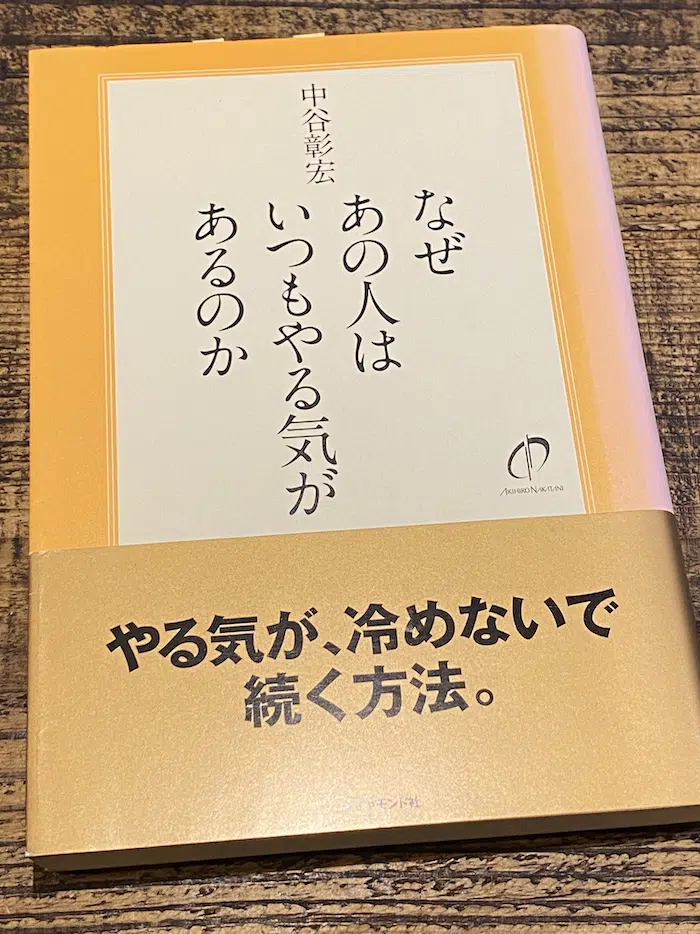 なぜ
あの人は
いつもやる気が
あるのか
中谷彰宏
AKIHIRO NAKATANI
やる気が、冷めないで
続く方法。
ダイヤモンド社